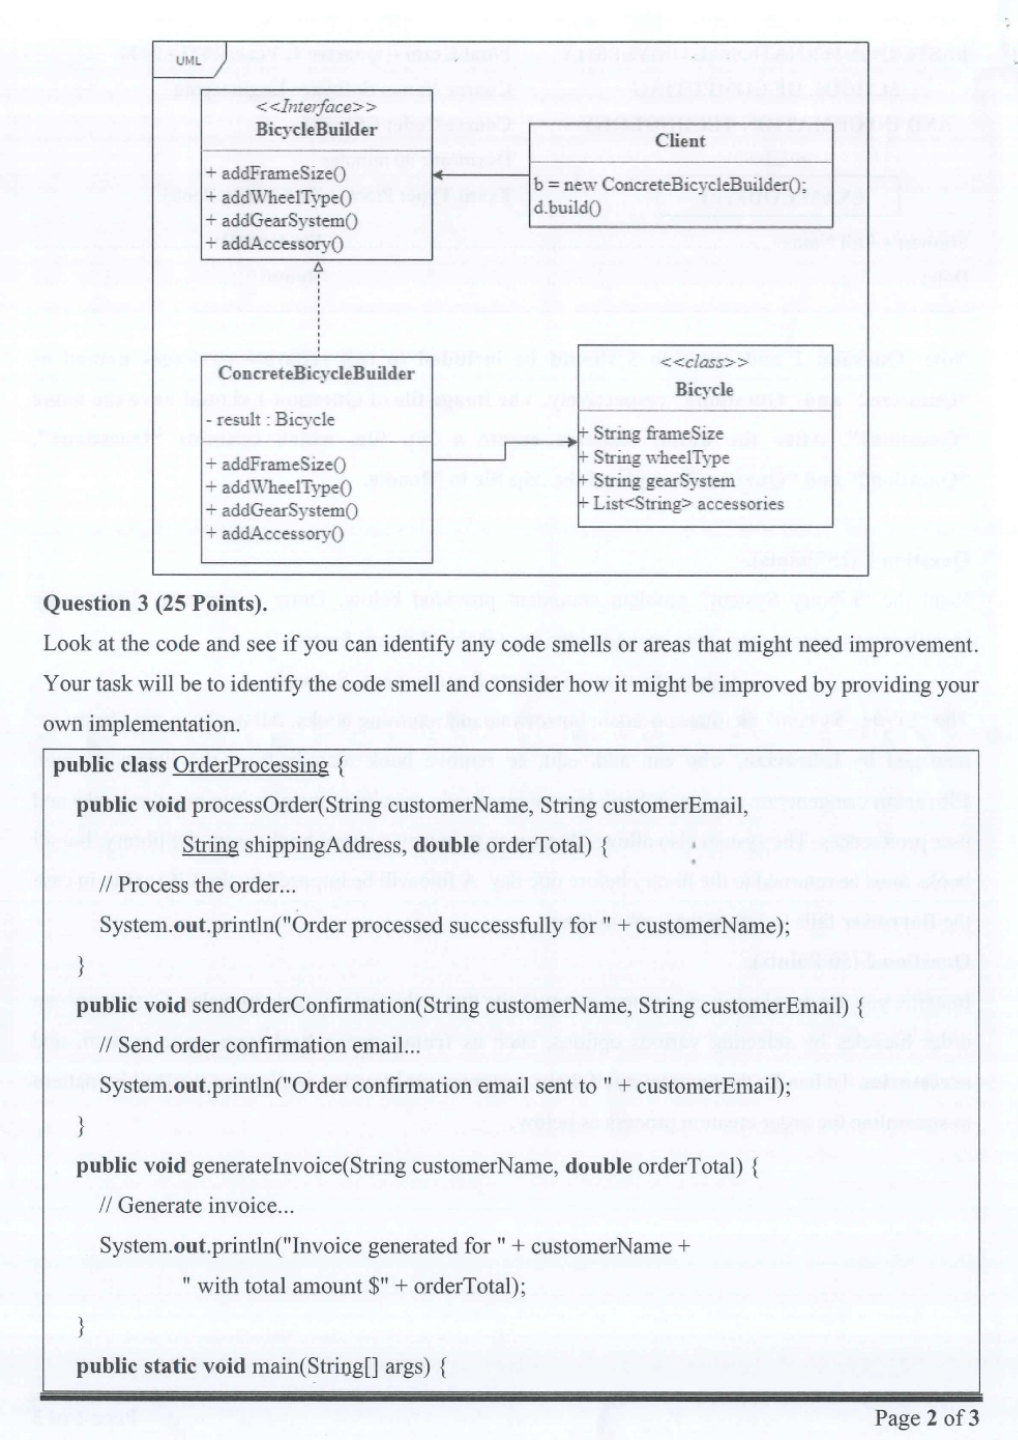 UML
<<Interface>>
BicycleBuilder
+ addFrameSize()
+ addWheelType()
+ addGearSystem()
+ addAccessory()
Client
b = new ConcreteBicycleBuilder();
d.build()
ConcreteBicycleBuilder
- result : Bicycle
+ addFrameSize()
+ addWheelType()
+ addGearSystem()
+ addAccessory()
<<class>>
Bicycle
+ String frameSize
+ String wheelType
+ String gearSystem
+ List<String> accessories
Question 3 (25 Points).
Look at the code and see if you can identify any code smells or areas that might need improvement.
Your task will be to identify the code smell and consider how it might be improved by providing your
own implementation.
public class OrderProcessing {
public void processOrder(String customerName, String customerEmail,
String shippingAddress, double orderTotal) {
// Process the order...
System.out.println("Order processed successfully for " + customerName);
}
public void sendOrderConfirmation(String customerName, String customerEmail) {
// Send order confirmation email...
System.out.println("Order confirmation email sent to " + customerEmail);
}
public void generateInvoice(String customerName, double orderTotal) {
// Generate invoice...
System.out.println("Invoice generated for " + customerName +
" with total amount $" + orderTotal);
}
public static void main(String[] args) {
Page 2 of 3